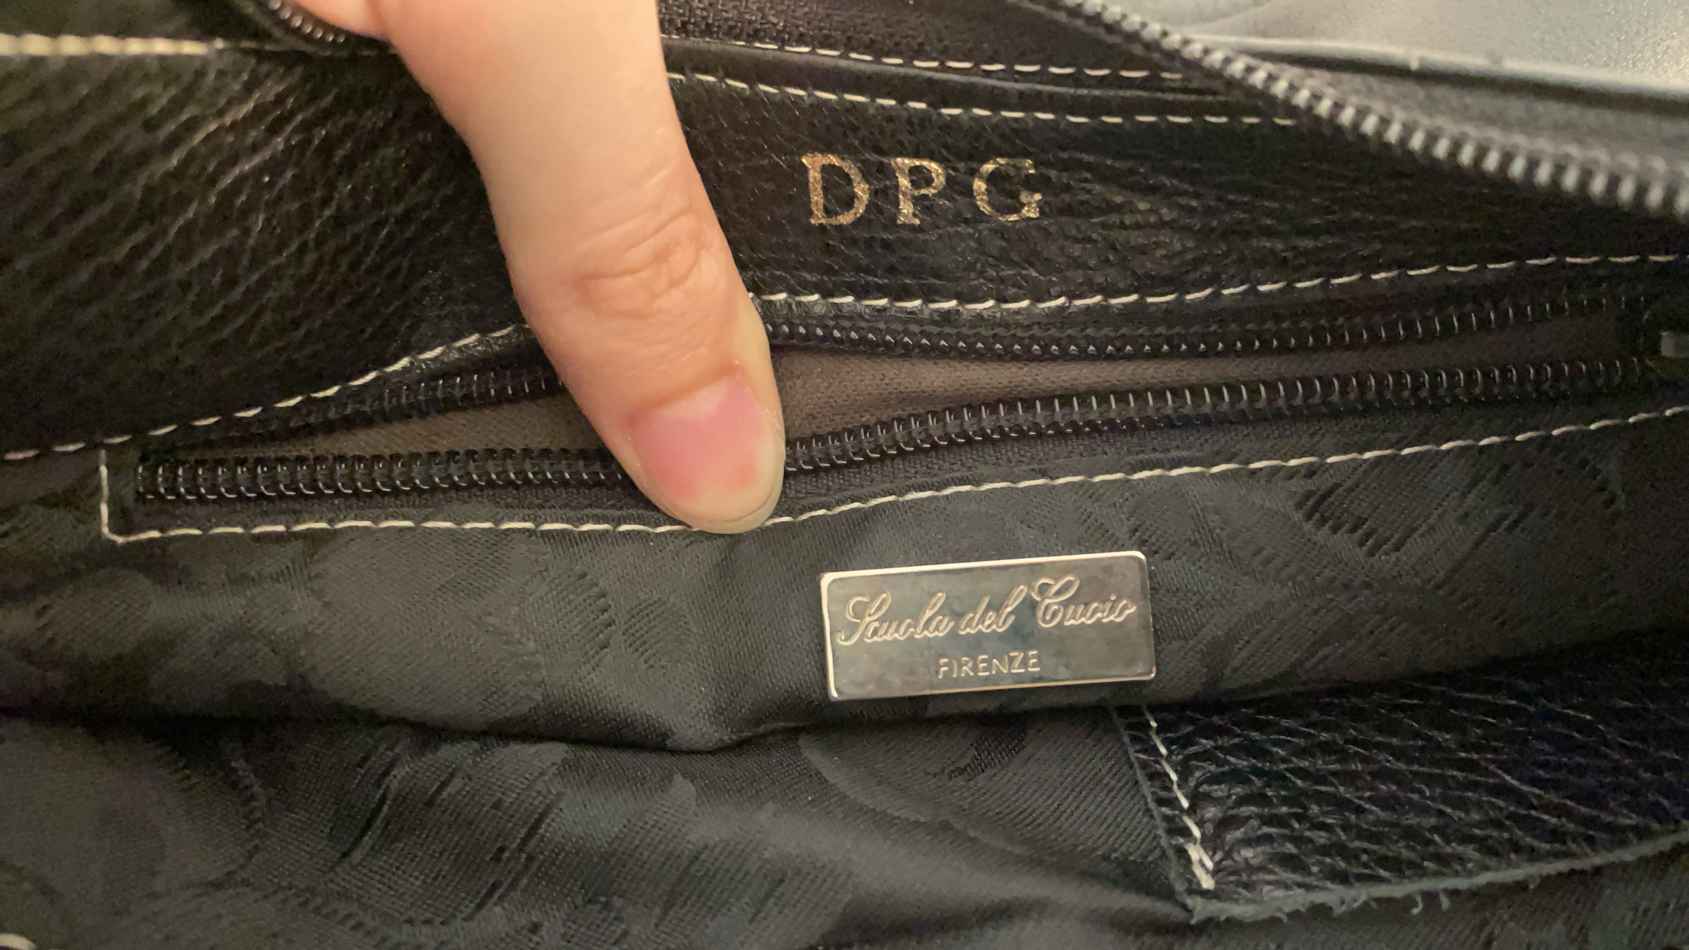 DPG
Scuola del Cuoio
FIRENZE